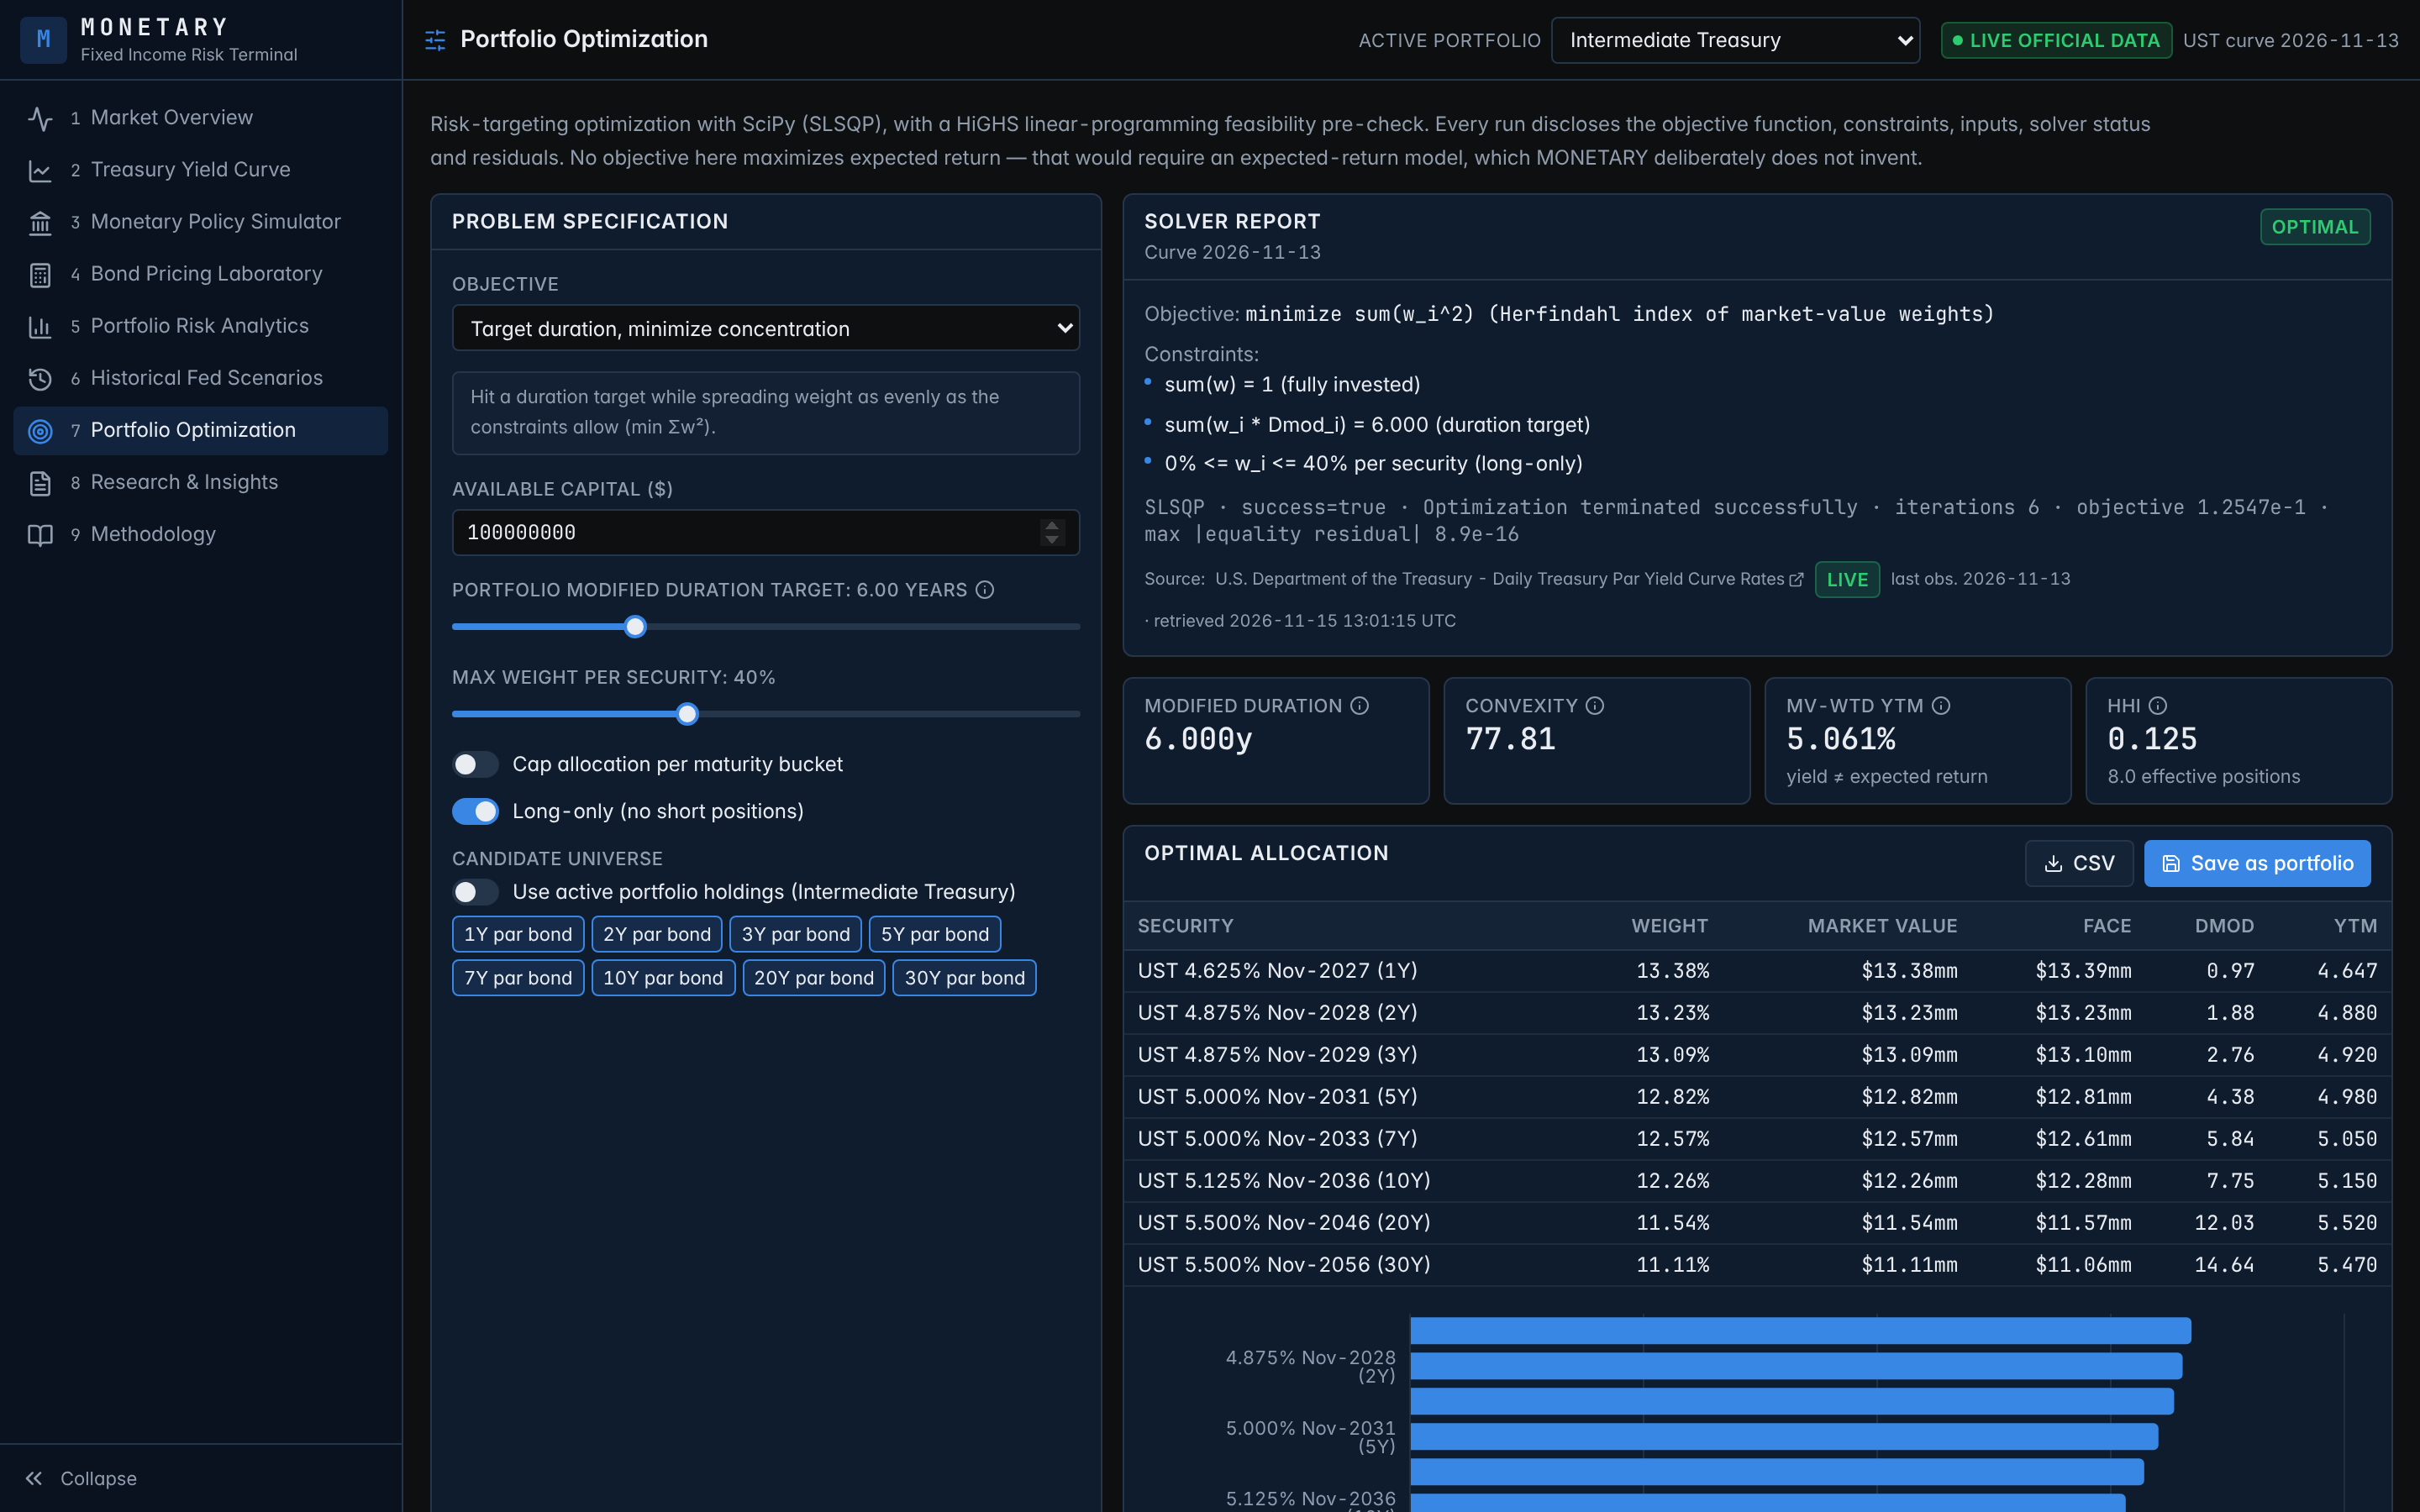 M
MONETARY
Fixed Income Risk Terminal
1 Market Overview
2 Treasury Yield Curve
3 Monetary Policy Simulator
4 Bond Pricing Laboratory
5 Portfolio Risk Analytics
6 Historical Fed Scenarios
7 Portfolio Optimization
8 Research & Insights
9 Methodology
Collapse
Portfolio Optimization
ACTIVE PORTFOLIO
Intermediate Treasury
LIVE OFFICIAL DATA
UST curve 2026-11-13
Risk-targeting optimization with SciPy (SLSQP), with a HiGHS linear-programming feasibility pre-check. Every run discloses the objective function, constraints, inputs, solver status
and residuals. No objective here maximizes expected return — that would require an expected-return model, which MONETARY deliberately does not invent.
PROBLEM SPECIFICATION
OBJECTIVE
Target duration, minimize concentration
Hit a duration target while spreading weight as evenly as the
constraints allow (min Σw²).
AVAILABLE CAPITAL ($)
100000000
PORTFOLIO MODIFIED DURATION TARGET: 6.00 YEARS
MAX WEIGHT PER SECURITY: 40%
Cap allocation per maturity bucket
Long-only (no short positions)
CANDIDATE UNIVERSE
Use active portfolio holdings (Intermediate Treasury)
1Y par bond 2Y par bond 3Y par bond 5Y par bond
7Y par bond 10Y par bond 20Y par bond 30Y par bond
SOLVER REPORT
Curve 2026-11-13
OPTIMAL
Objective: minimize sum(w_i^2) (Herfindahl index of market-value weights)
Constraints:
• sum(w) = 1 (fully invested)
• sum(w_i * Dmod_i) = 6.000 (duration target)
• 0% <= w_i <= 40% per security (long-only)
SLSQP · success=true · Optimization terminated successfully · iterations 6 · objective 1.2547e-1 ·
max |equality residual| 8.9e-16
Source: U.S. Department of the Treasury - Daily Treasury Par Yield Curve Rates LIVE last obs. 2026-11-13
· retrieved 2026-11-15 13:01:15 UTC
MODIFIED DURATION
6.000y
CONVEXITY
77.81
MV-WTD YTM
5.061%
yield ≠ expected return
HHI
0.125
8.0 effective positions
OPTIMAL ALLOCATION
CSV
Save as portfolio
SECURITY WEIGHT MARKET VALUE FACE DMOD YTM
UST 4.625% Nov-2027 (1Y) 13.38% $13.38mm $13.39mm 0.97 4.647
UST 4.875% Nov-2028 (2Y) 13.23% $13.23mm $13.23mm 1.88 4.880
UST 4.875% Nov-2029 (3Y) 13.09% $13.09mm $13.10mm 2.76 4.920
UST 5.000% Nov-2031 (5Y) 12.82% $12.82mm $12.81mm 4.38 4.980
UST 5.000% Nov-2033 (7Y) 12.57% $12.57mm $12.61mm 5.84 5.050
UST 5.125% Nov-2036 (10Y) 12.26% $12.26mm $12.28mm 7.75 5.150
UST 5.500% Nov-2046 (20Y) 11.54% $11.54mm $11.57mm 12.03 5.520
UST 5.500% Nov-2056 (30Y) 11.11% $11.11mm $11.06mm 14.64 5.470
4.875% Nov-2028
(2Y)
5.000% Nov-2031
(5Y)
5.125% Nov-2036